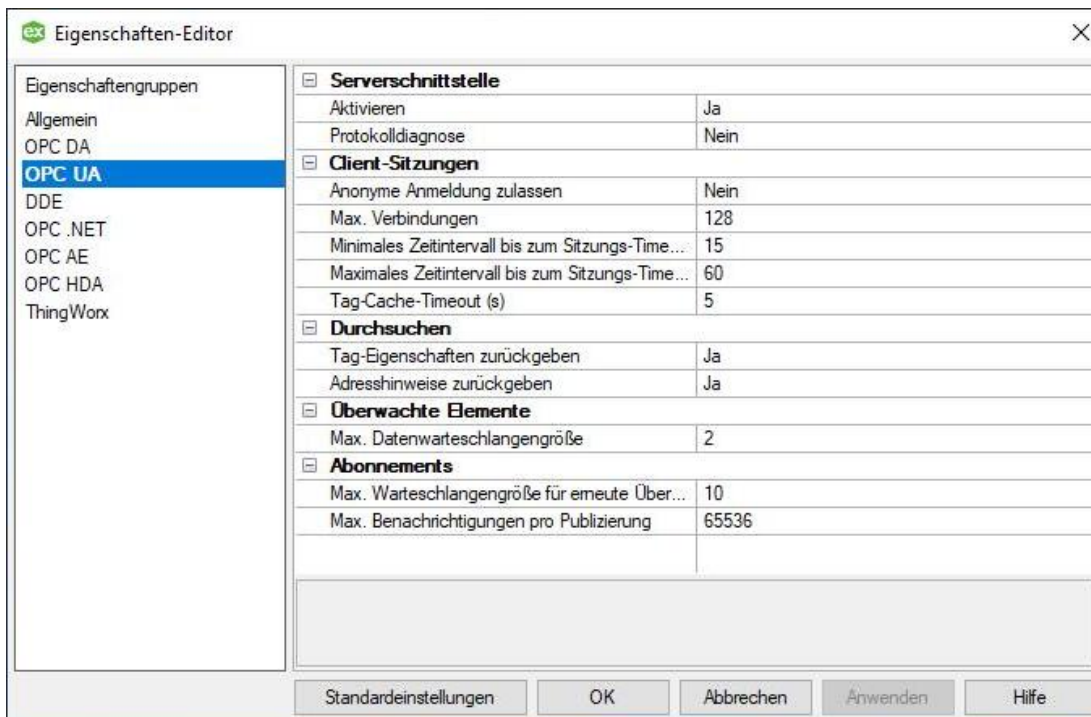 ex Eigenschaften-Editor
Eigenschaftengruppen
Allgemein
OPC DA
OPC UA
DDE
OPC .NET
OPC AE
OPC HDA
ThingWorx
Serverschnittstelle
Aktivieren Ja
Protokolldiagnose Nein
Client-Sitzungen
Anonyme Anmeldung zulassen Nein
Max. Verbindungen 128
Minimales Zeitintervall bis zum Sitzungs-Time... 15
Maximales Zeitintervall bis zum Sitzungs-Time... 60
Tag-Cache-Timeout (s) 5
Durchsuchen
Tag-Eigenschaften zurückgeben Ja
Adresshinweise zurückgeben Ja
Überwachte Elemente
Max. Datenwarteschlangengröße 2
Abonnements
Max. Warteschlangengröße für erneute Über... 10
Max. Benachrichtigungen pro Publizierung 65536
Standardeinstellungen OK Abbrechen Anwenden Hilfe